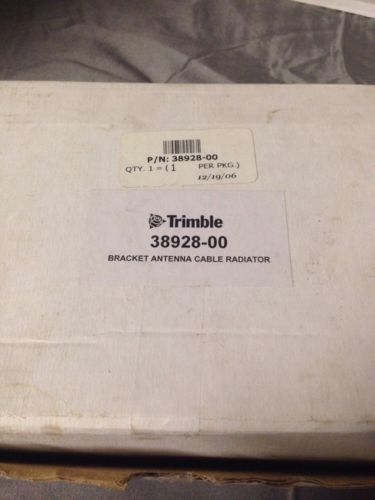 P/N: 38928-00
QTY. 1 = (1 PER PKG.)
12/19/06
Trimble
38928-00
BRACKET ANTENNA CABLE RADIATOR